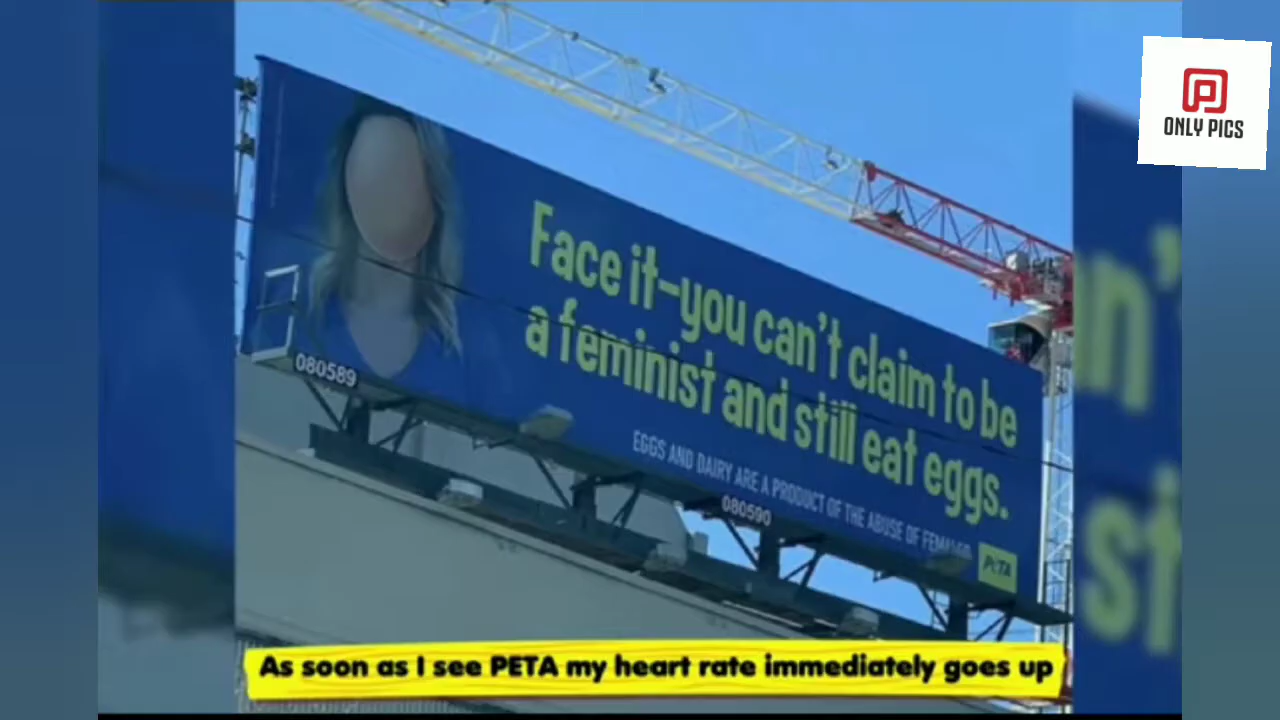 ONLY PICS
Face it–you can't claim to be
a feminist and still eat eggs.
EGGS AND DAIRY ARE A PRODUCT OF THE ABUSE OF FEMALES
PETA
080589
080590
an'
st
As soon as I see PETA my heart rate immediately goes up